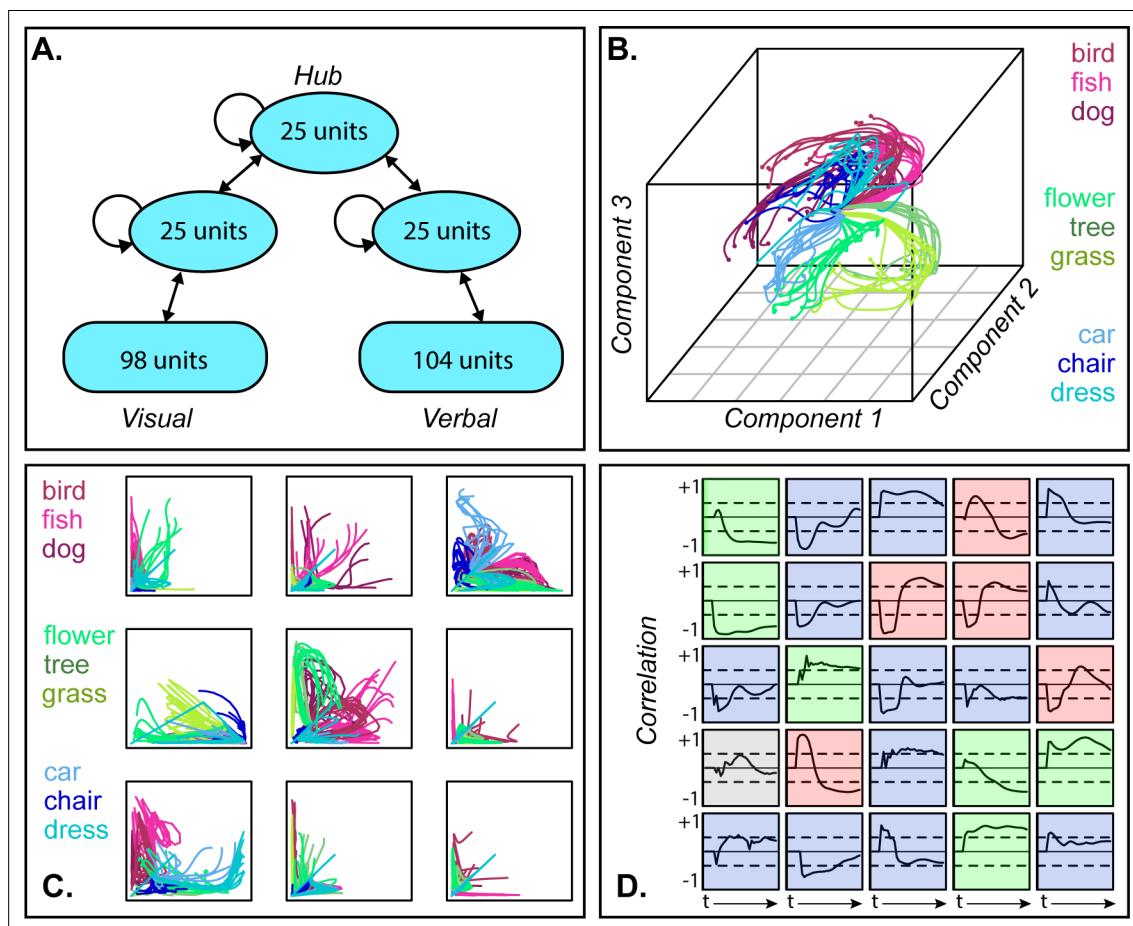 A.
Hub
25 units
25 units
25 units
98 units
104 units
Visual
Verbal
B.
Component 3
Component 1
Component 2
bird
fish
dog
flower
tree
grass
car
chair
dress
bird
fish
dog
flower
tree
grass
car
chair
dress
C.
Correlation
+1
-1
+1
-1
+1
-1
+1
-1
+1
-1
D.
t
t
t
t
t